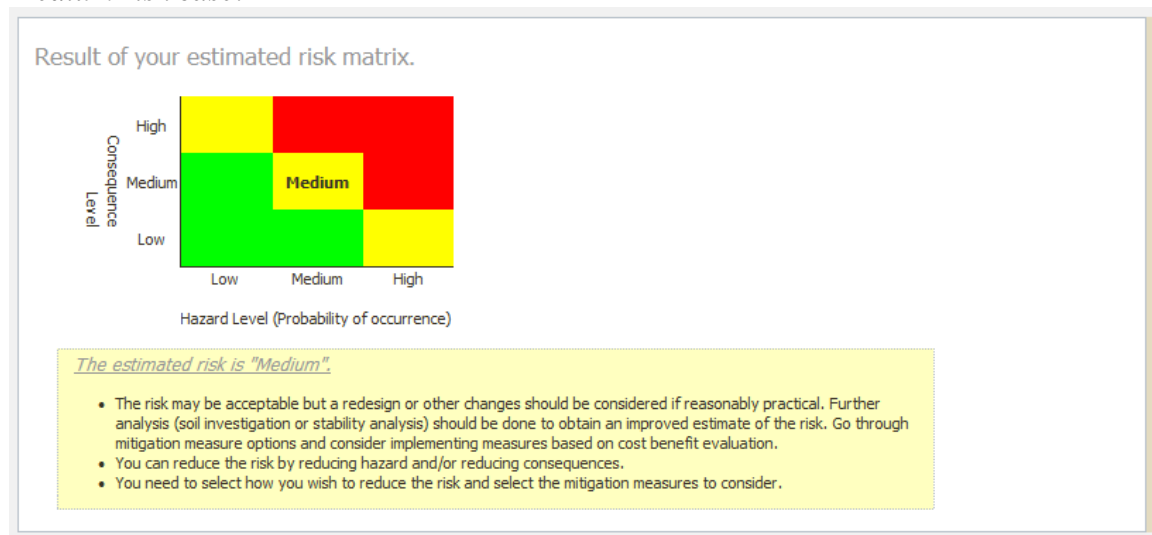 Result of your estimated risk matrix.
High
Consequence
Level
Medium
Medium
Low
Low
Medium
High
Hazard Level (Probability of occurrence)
The estimated risk is "Medium".
• The risk may be acceptable but a redesign or other changes should be considered if reasonably practical. Further
analysis (soil investigation or stability analysis) should be done to obtain an improved estimate of the risk. Go through
mitigation measure options and consider implementing measures based on cost benefit evaluation.
• You can reduce the risk by reducing hazard and/or reducing consequences.
• You need to select how you wish to reduce the risk and select the mitigation measures to consider.